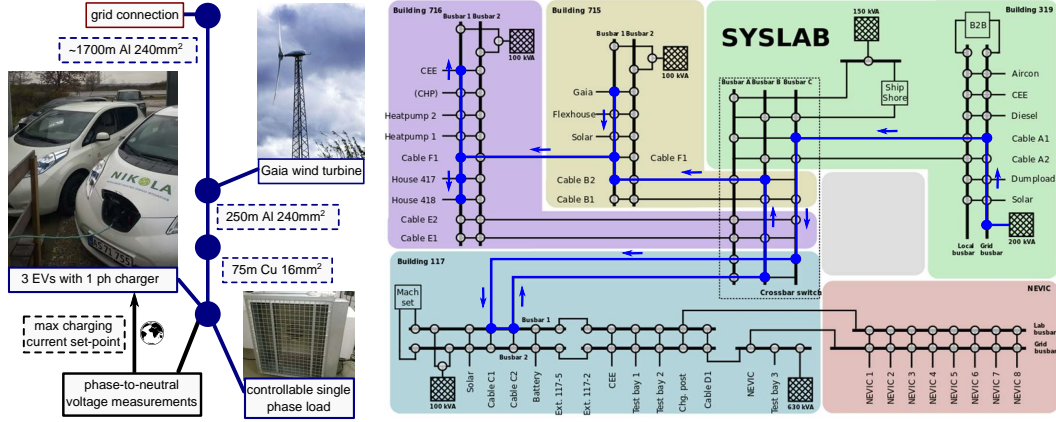 grid connection
~1700m Al 240mm²
NIKOLA
Gaia wind turbine
250m Al 240mm²
75m Cu 16mm²
3 EVs with 1 ph charger
max charging
current set-point
phase-to-neutral
voltage measurements
controllable single
phase load
Building 716
Busbar 1 Busbar 2
100 kVA
CEE
(CHP)
Heatpump 2
Heatpump 1
Cable F1
House 417
House 418
Cable E2
Cable E1
Building 715
Busbar 1 Busbar 2
100 kVA
Gaia
Flexhouse
Solar
Cable F1
Cable B2
Cable B1
SYSLAB
150 kVA
Ship
Shore
Busbar A Busbar B Busbar C
Crossbar switch
Building 319
B2B
Aircon
CEE
Diesel
Cable A1
Cable A2
Dumpload
Solar
200 kVA
Local
busbar
Grid
busbar
Building 117
Mach
set
Busbar 1
Busbar 2
100 kVA
Solar
Cable C1
Cable C2
Battery
Ext. 117-5
Ext. 117-2
CEE
Test bay 1
Test bay 2
Chg. post
Cable D1
NEVIC
Test bay 3
630 kVA
NEVIC
Lab
busbar
Grid
busbar
NEVIC 1
NEVIC 2
NEVIC 3
NEVIC 4
NEVIC 5
NEVIC 6
NEVIC 7
NEVIC 8